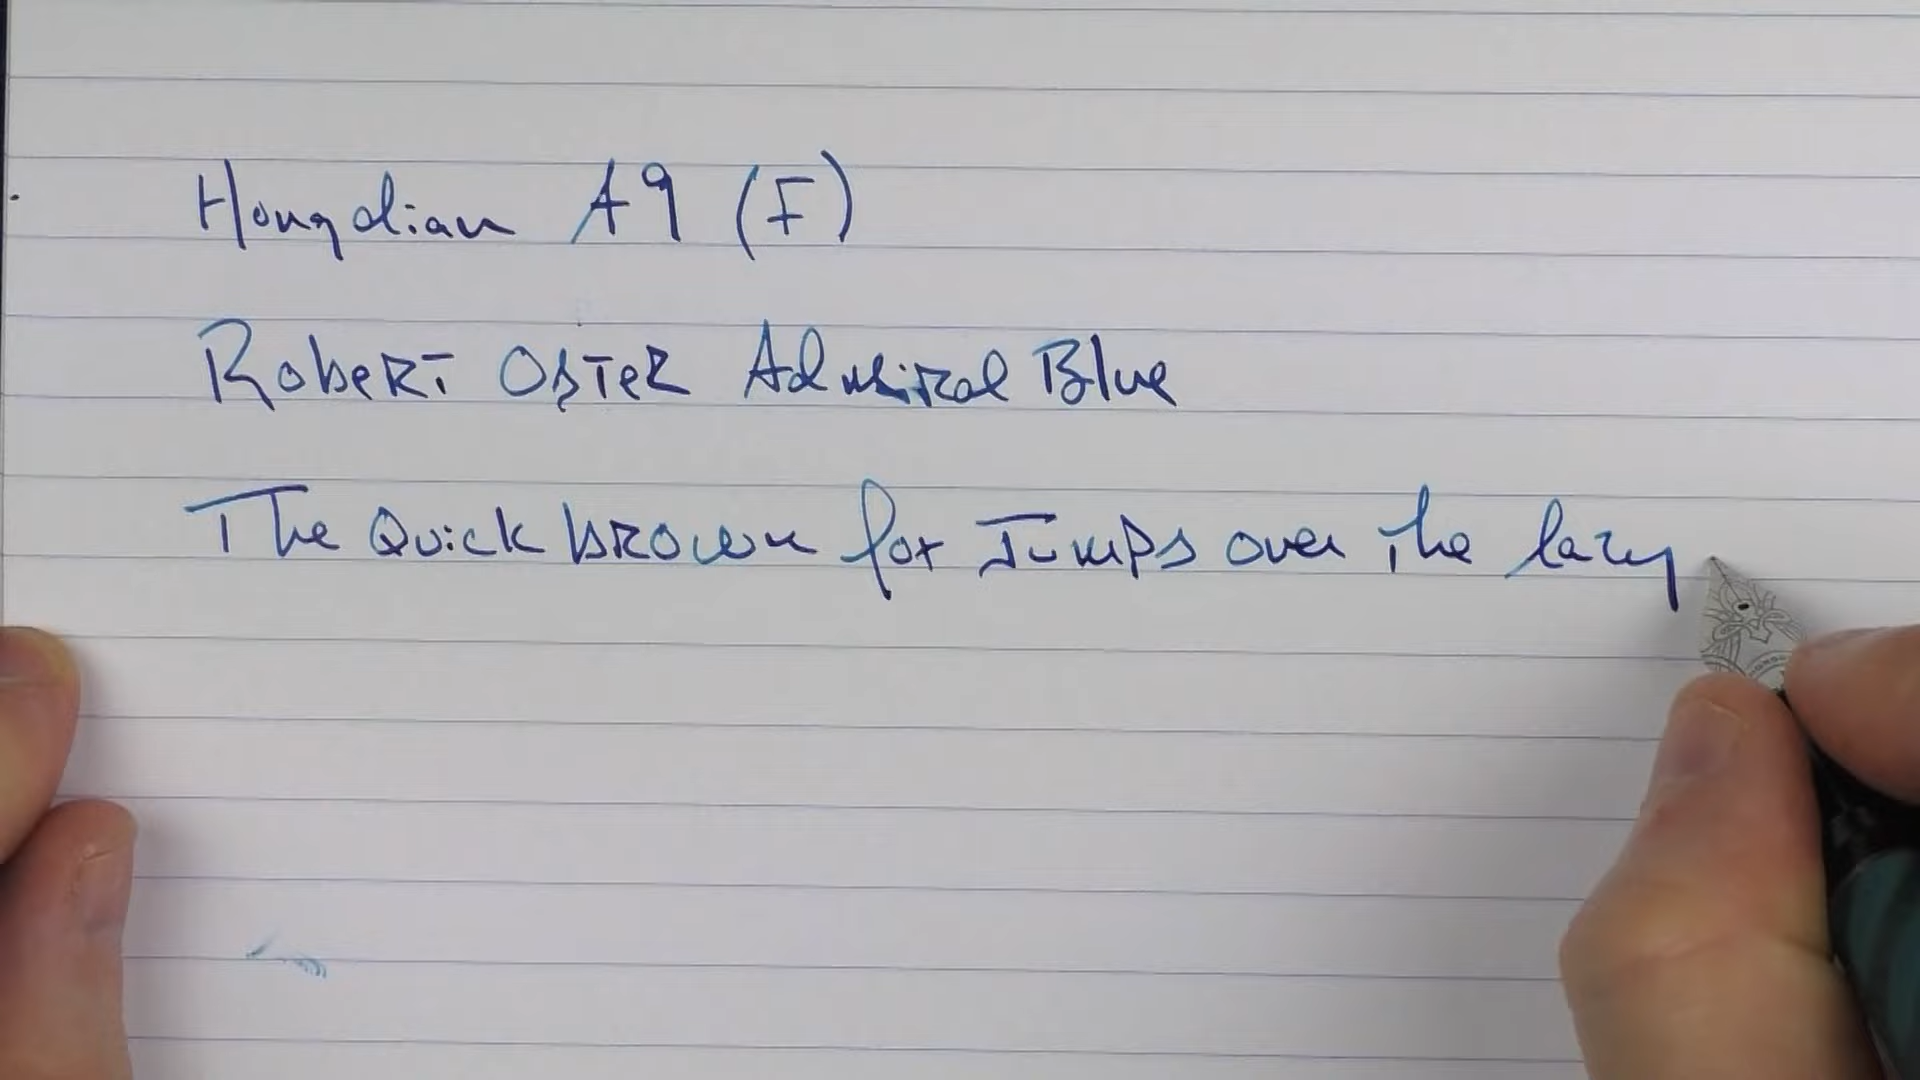 Hongdian A9 (F)
Robert Oster Admiral Blue
The Quick brown fox Jumps over the lazy